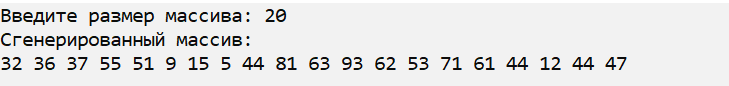 Введите размер массива: 20
Сгенерированный массив:
32 36 37 55 51 9 15 5 44 81 63 93 62 53 71 61 44 12 44 47